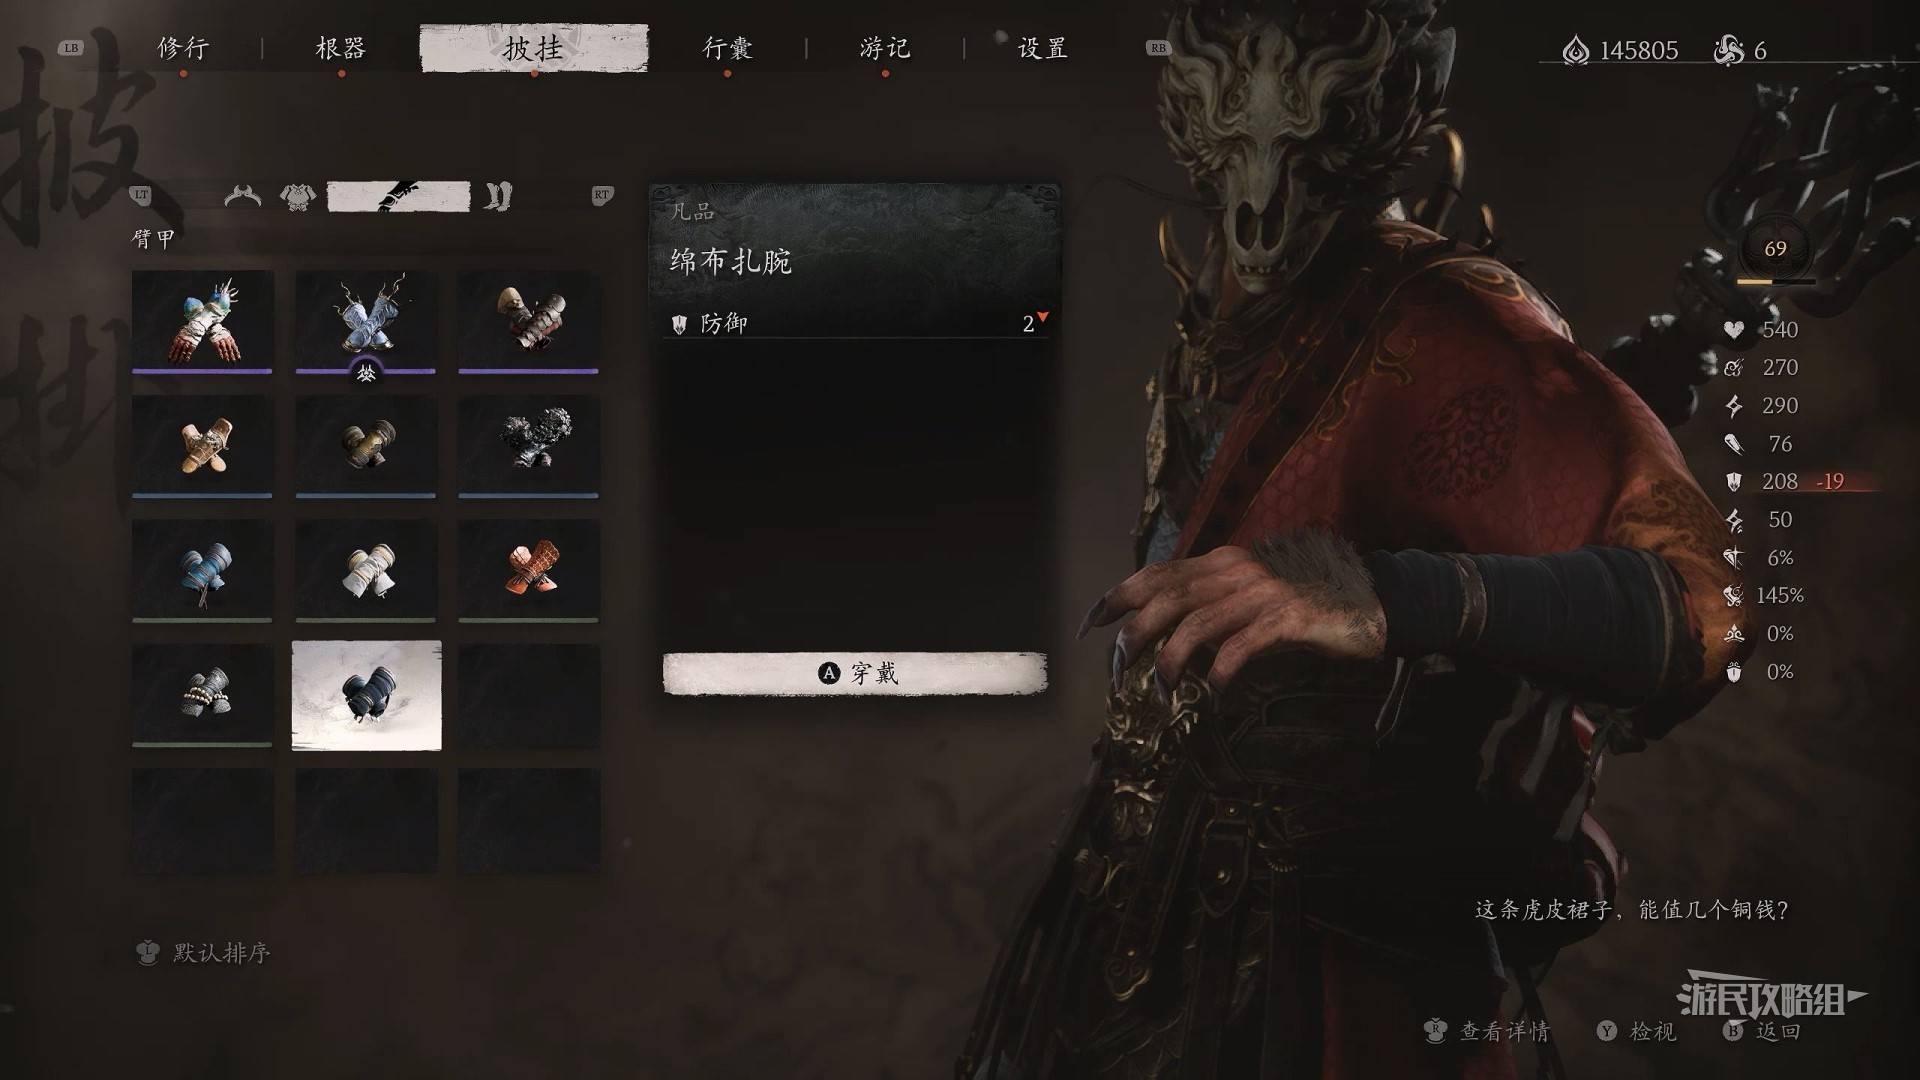 LB 修行 根器 披挂 行囊 游记 设置 RB 145805 6
披挂
LT RT
臂甲
凡品
绵布扎腕
防御 2
A 穿戴
69
540
270
290
76
208 -19
50
6%
145%
0%
0%
这条虎皮裙子，能值几个铜钱？
L 默认排序
游民攻略组
R 查看详情 Y 检视 B 返回